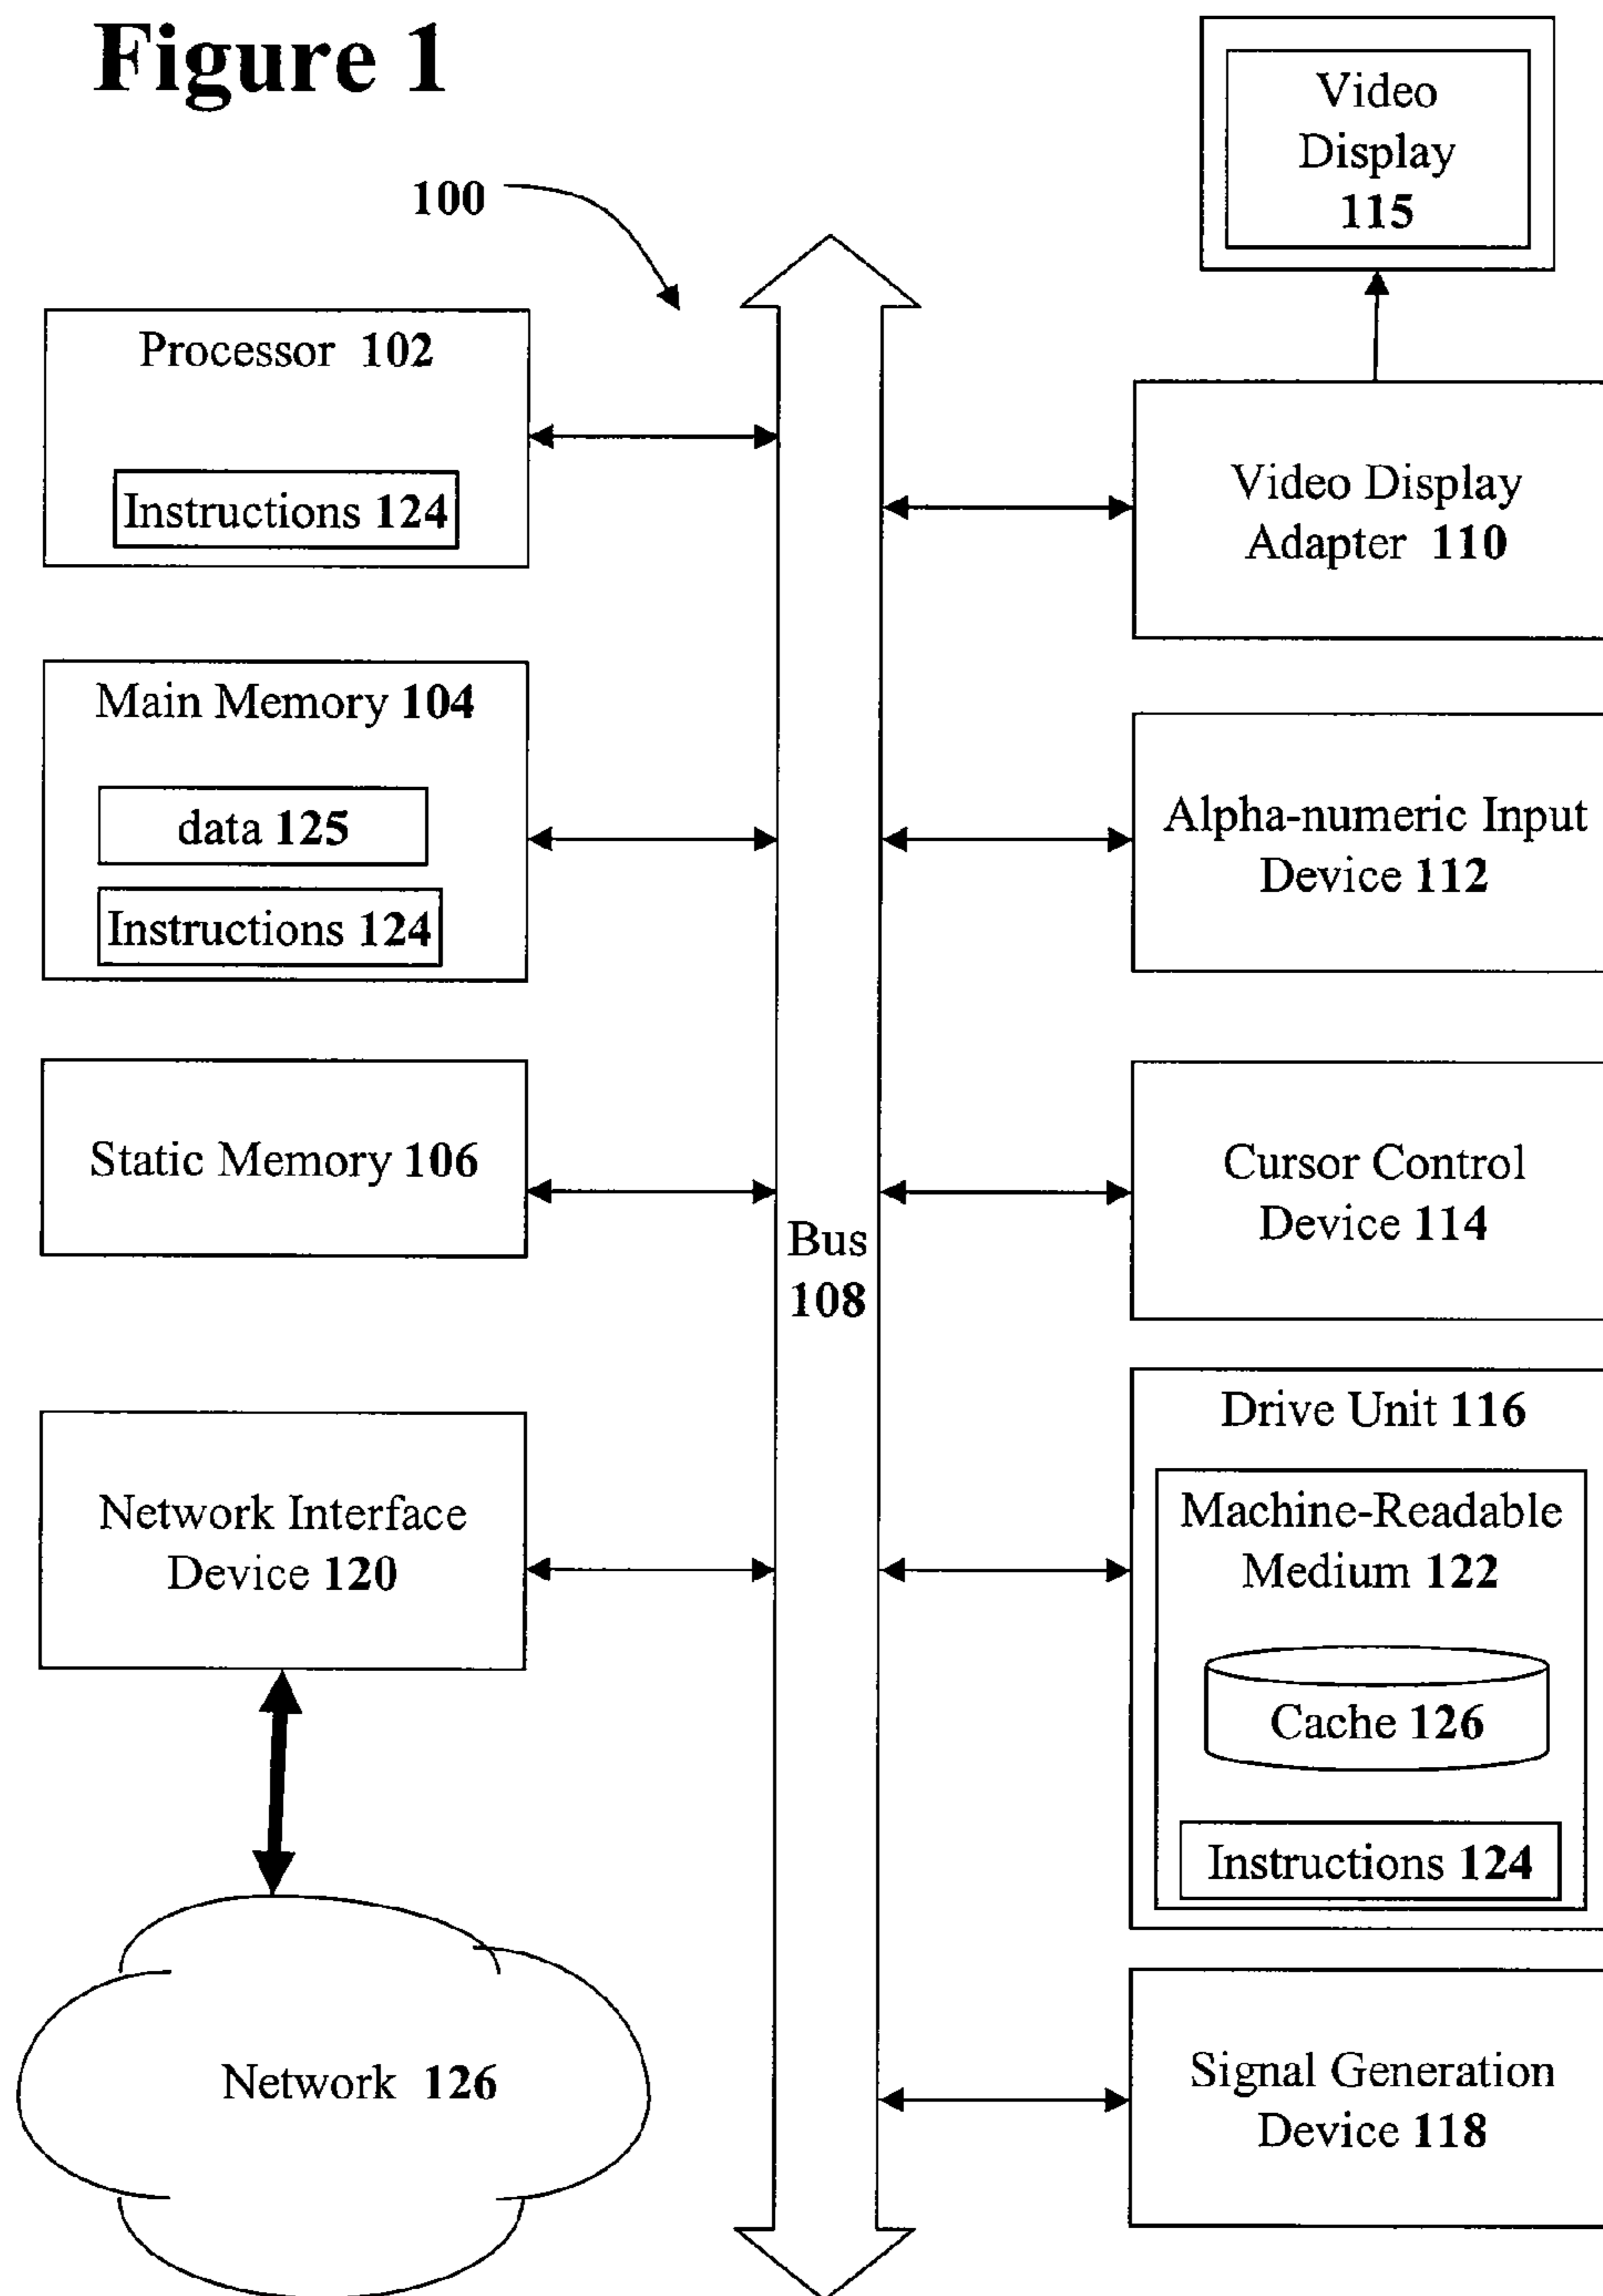 Figure 1
100
Video
Display
115
Processor 102
Instructions 124
Video Display
Adapter 110
Main Memory 104
data 125
Instructions 124
Alpha-numeric Input
Device 112
Static Memory 106
Cursor Control
Device 114
Bus
108
Network Interface
Device 120
Drive Unit 116
Machine-Readable
Medium 122
Cache 126
Instructions 124
Network 126
Signal Generation
Device 118